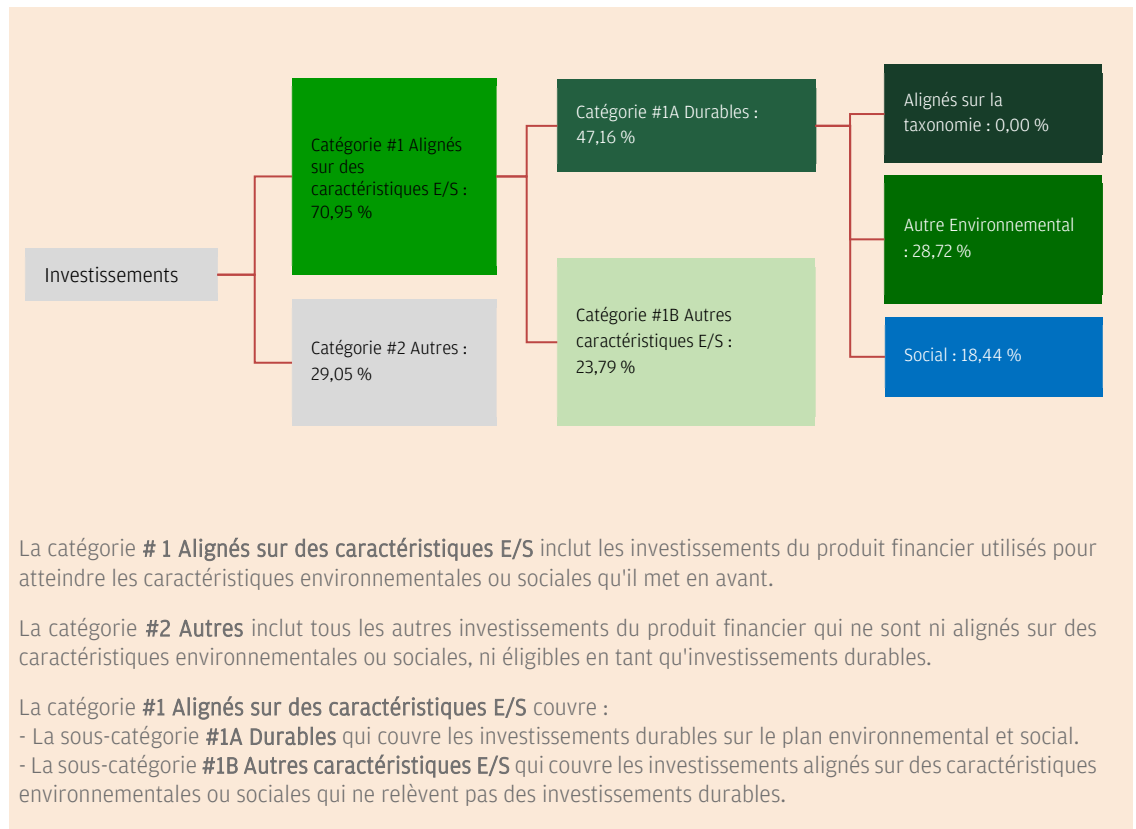 Investissements
Catégorie #1 Alignés
sur des
caractéristiques E/S :
70,95 %
Catégorie #2 Autres :
29,05 %
Catégorie #1A Durables :
47,16 %
Catégorie #1B Autres
caractéristiques E/S :
23,79 %
Alignés sur la
taxonomie : 0,00 %
Autre Environnemental
: 28,72 %
Social : 18,44 %
La catégorie # 1 Alignés sur des caractéristiques E/S inclut les investissements du produit financier utilisés pour
atteindre les caractéristiques environnementales ou sociales qu'il met en avant.
La catégorie #2 Autres inclut tous les autres investissements du produit financier qui ne sont ni alignés sur des
caractéristiques environnementales ou sociales, ni éligibles en tant qu'investissements durables.
La catégorie #1 Alignés sur des caractéristiques E/S couvre :
- La sous-catégorie #1A Durables qui couvre les investissements durables sur le plan environnemental et social.
- La sous-catégorie #1B Autres caractéristiques E/S qui couvre les investissements alignés sur des caractéristiques
environnementales ou sociales qui ne relèvent pas des investissements durables.